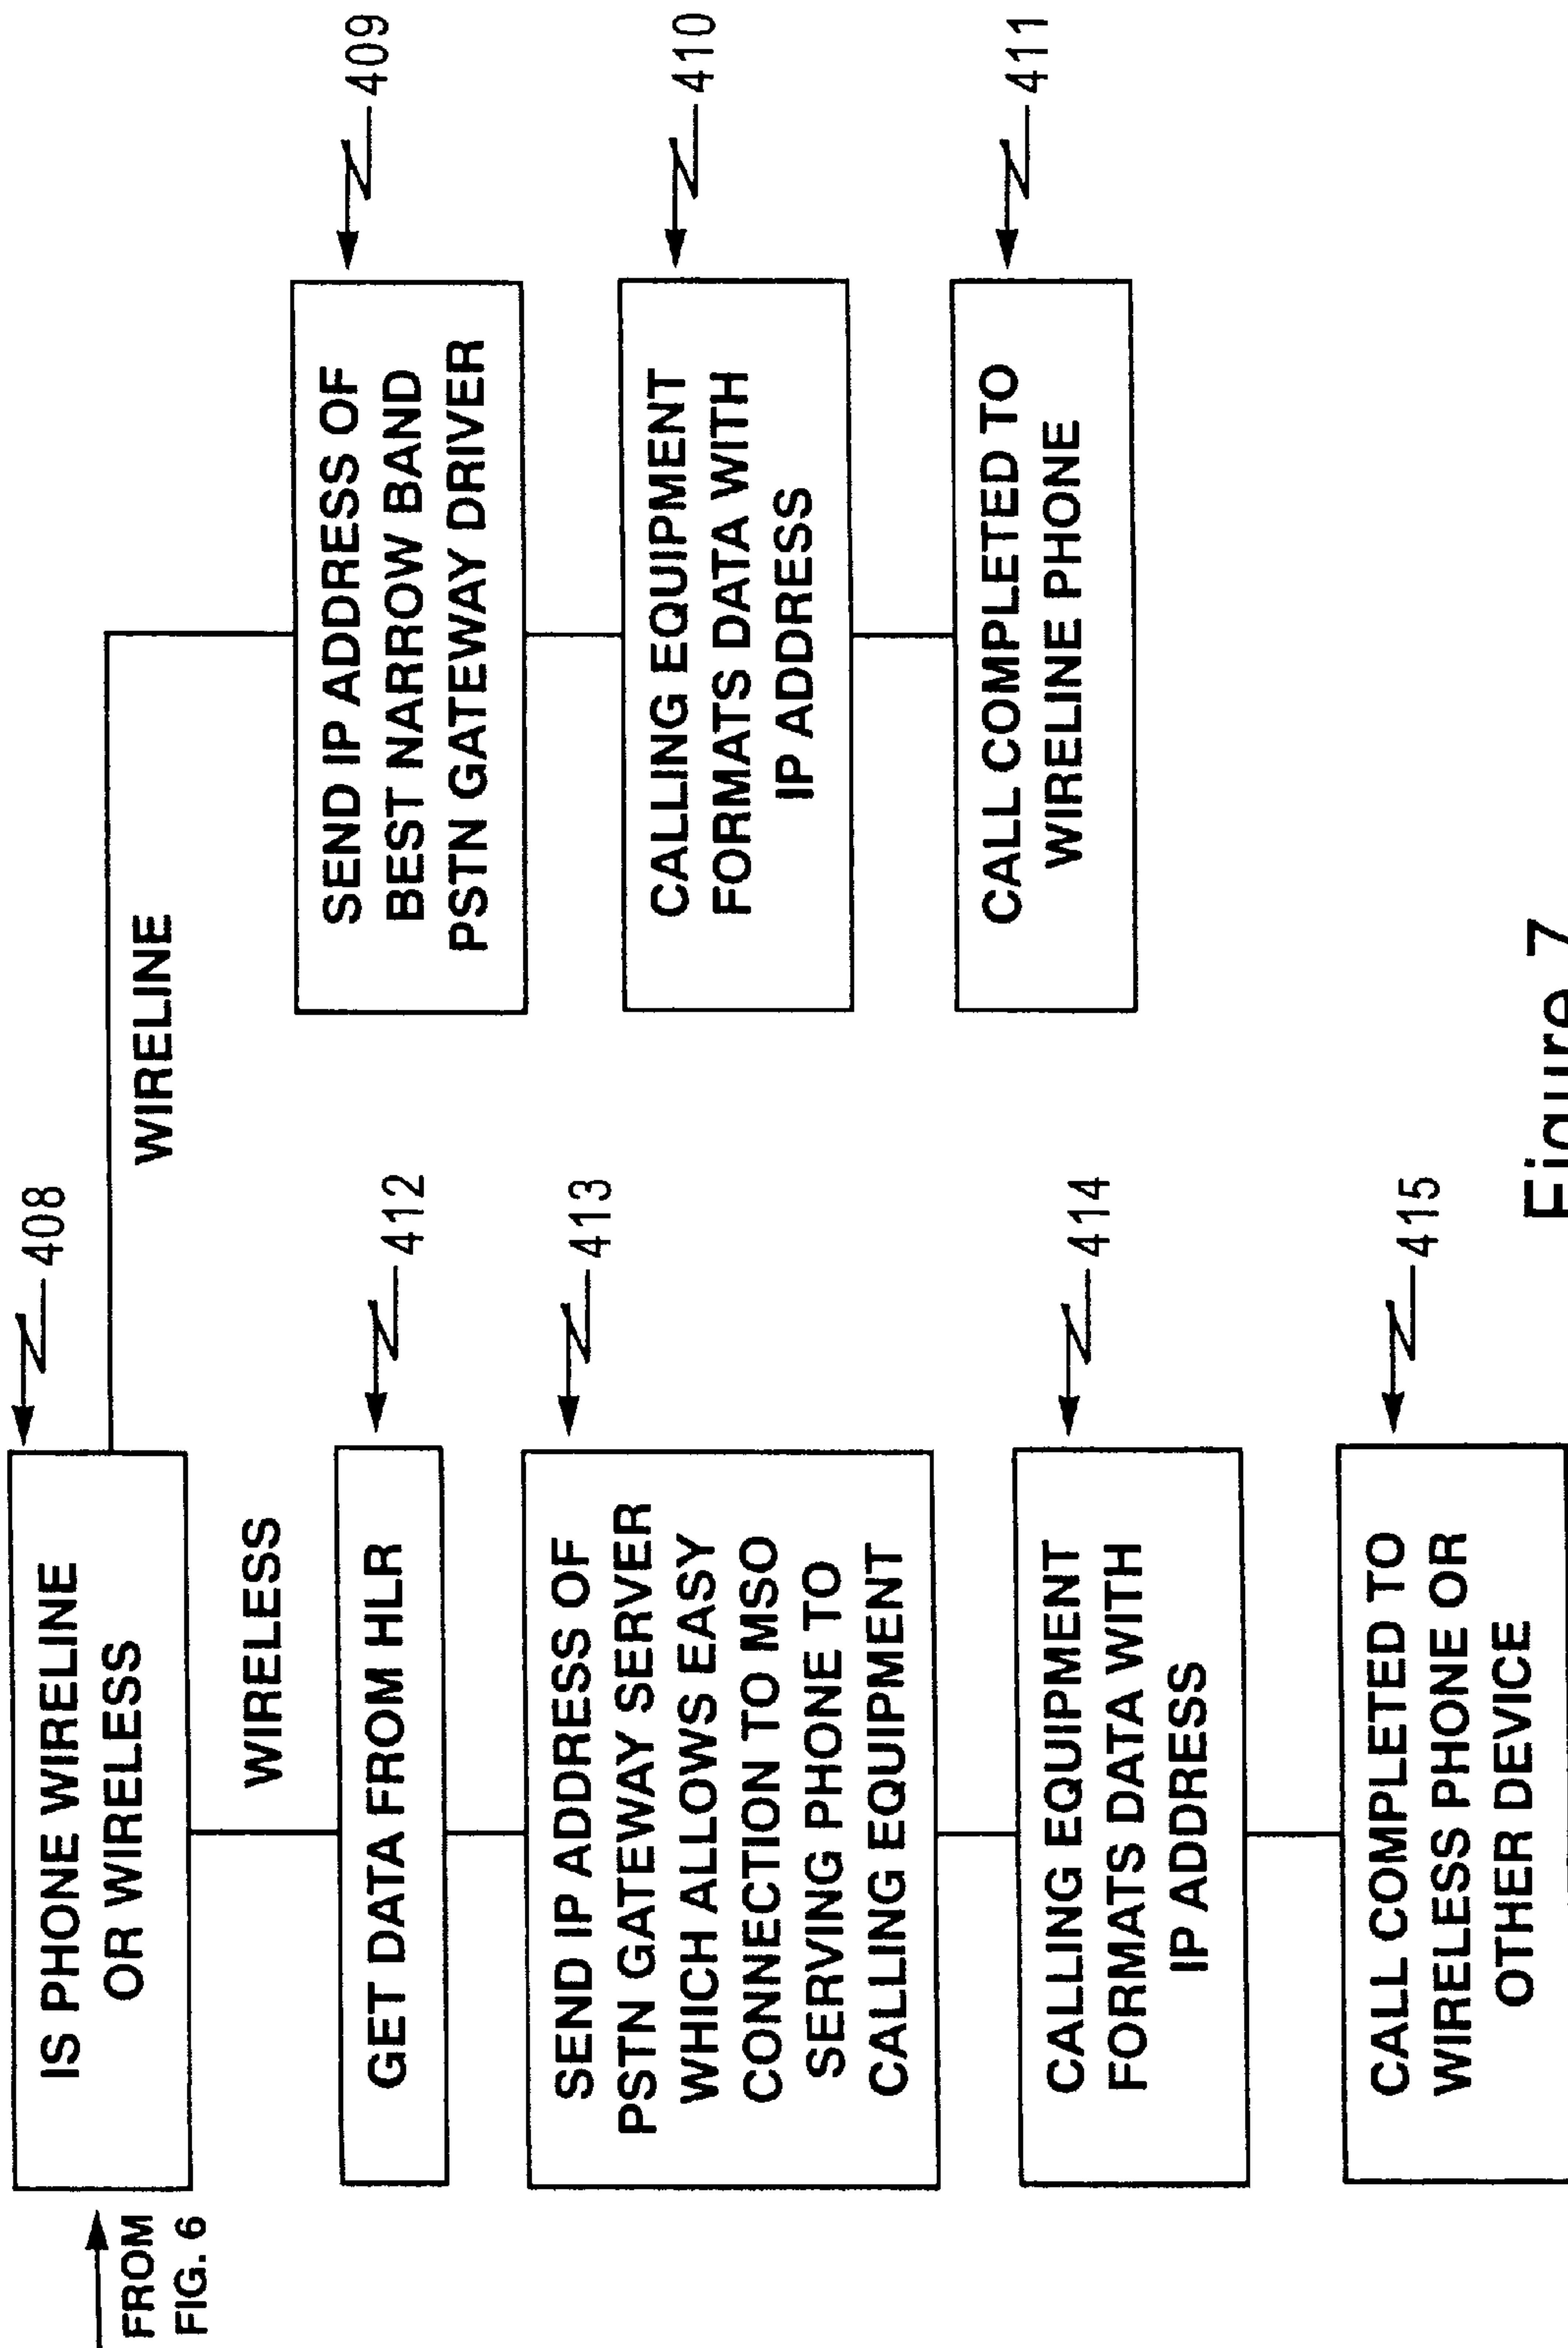 FROM
FIG. 6
IS PHONE WIRELINE
OR WIRELESS
408
WIRELINE
WIRELESS
GET DATA FROM HLR
412
SEND IP ADDRESS OF
PSTN GATEWAY SERVER
WHICH ALLOWS EASY
CONNECTION TO MSO
SERVING PHONE TO
CALLING EQUIPMENT
413
CALLING EQUIPMENT
FORMATS DATA WITH
IP ADDRESS
414
CALL COMPLETED TO
WIRELESS PHONE OR
OTHER DEVICE
415
SEND IP ADDRESS OF
BEST NARROW BAND
PSTN GATEWAY DRIVER
409
CALLING EQUIPMENT
FORMATS DATA WITH
IP ADDRESS
410
CALL COMPLETED TO
WIRELINE PHONE
411
Figure 7